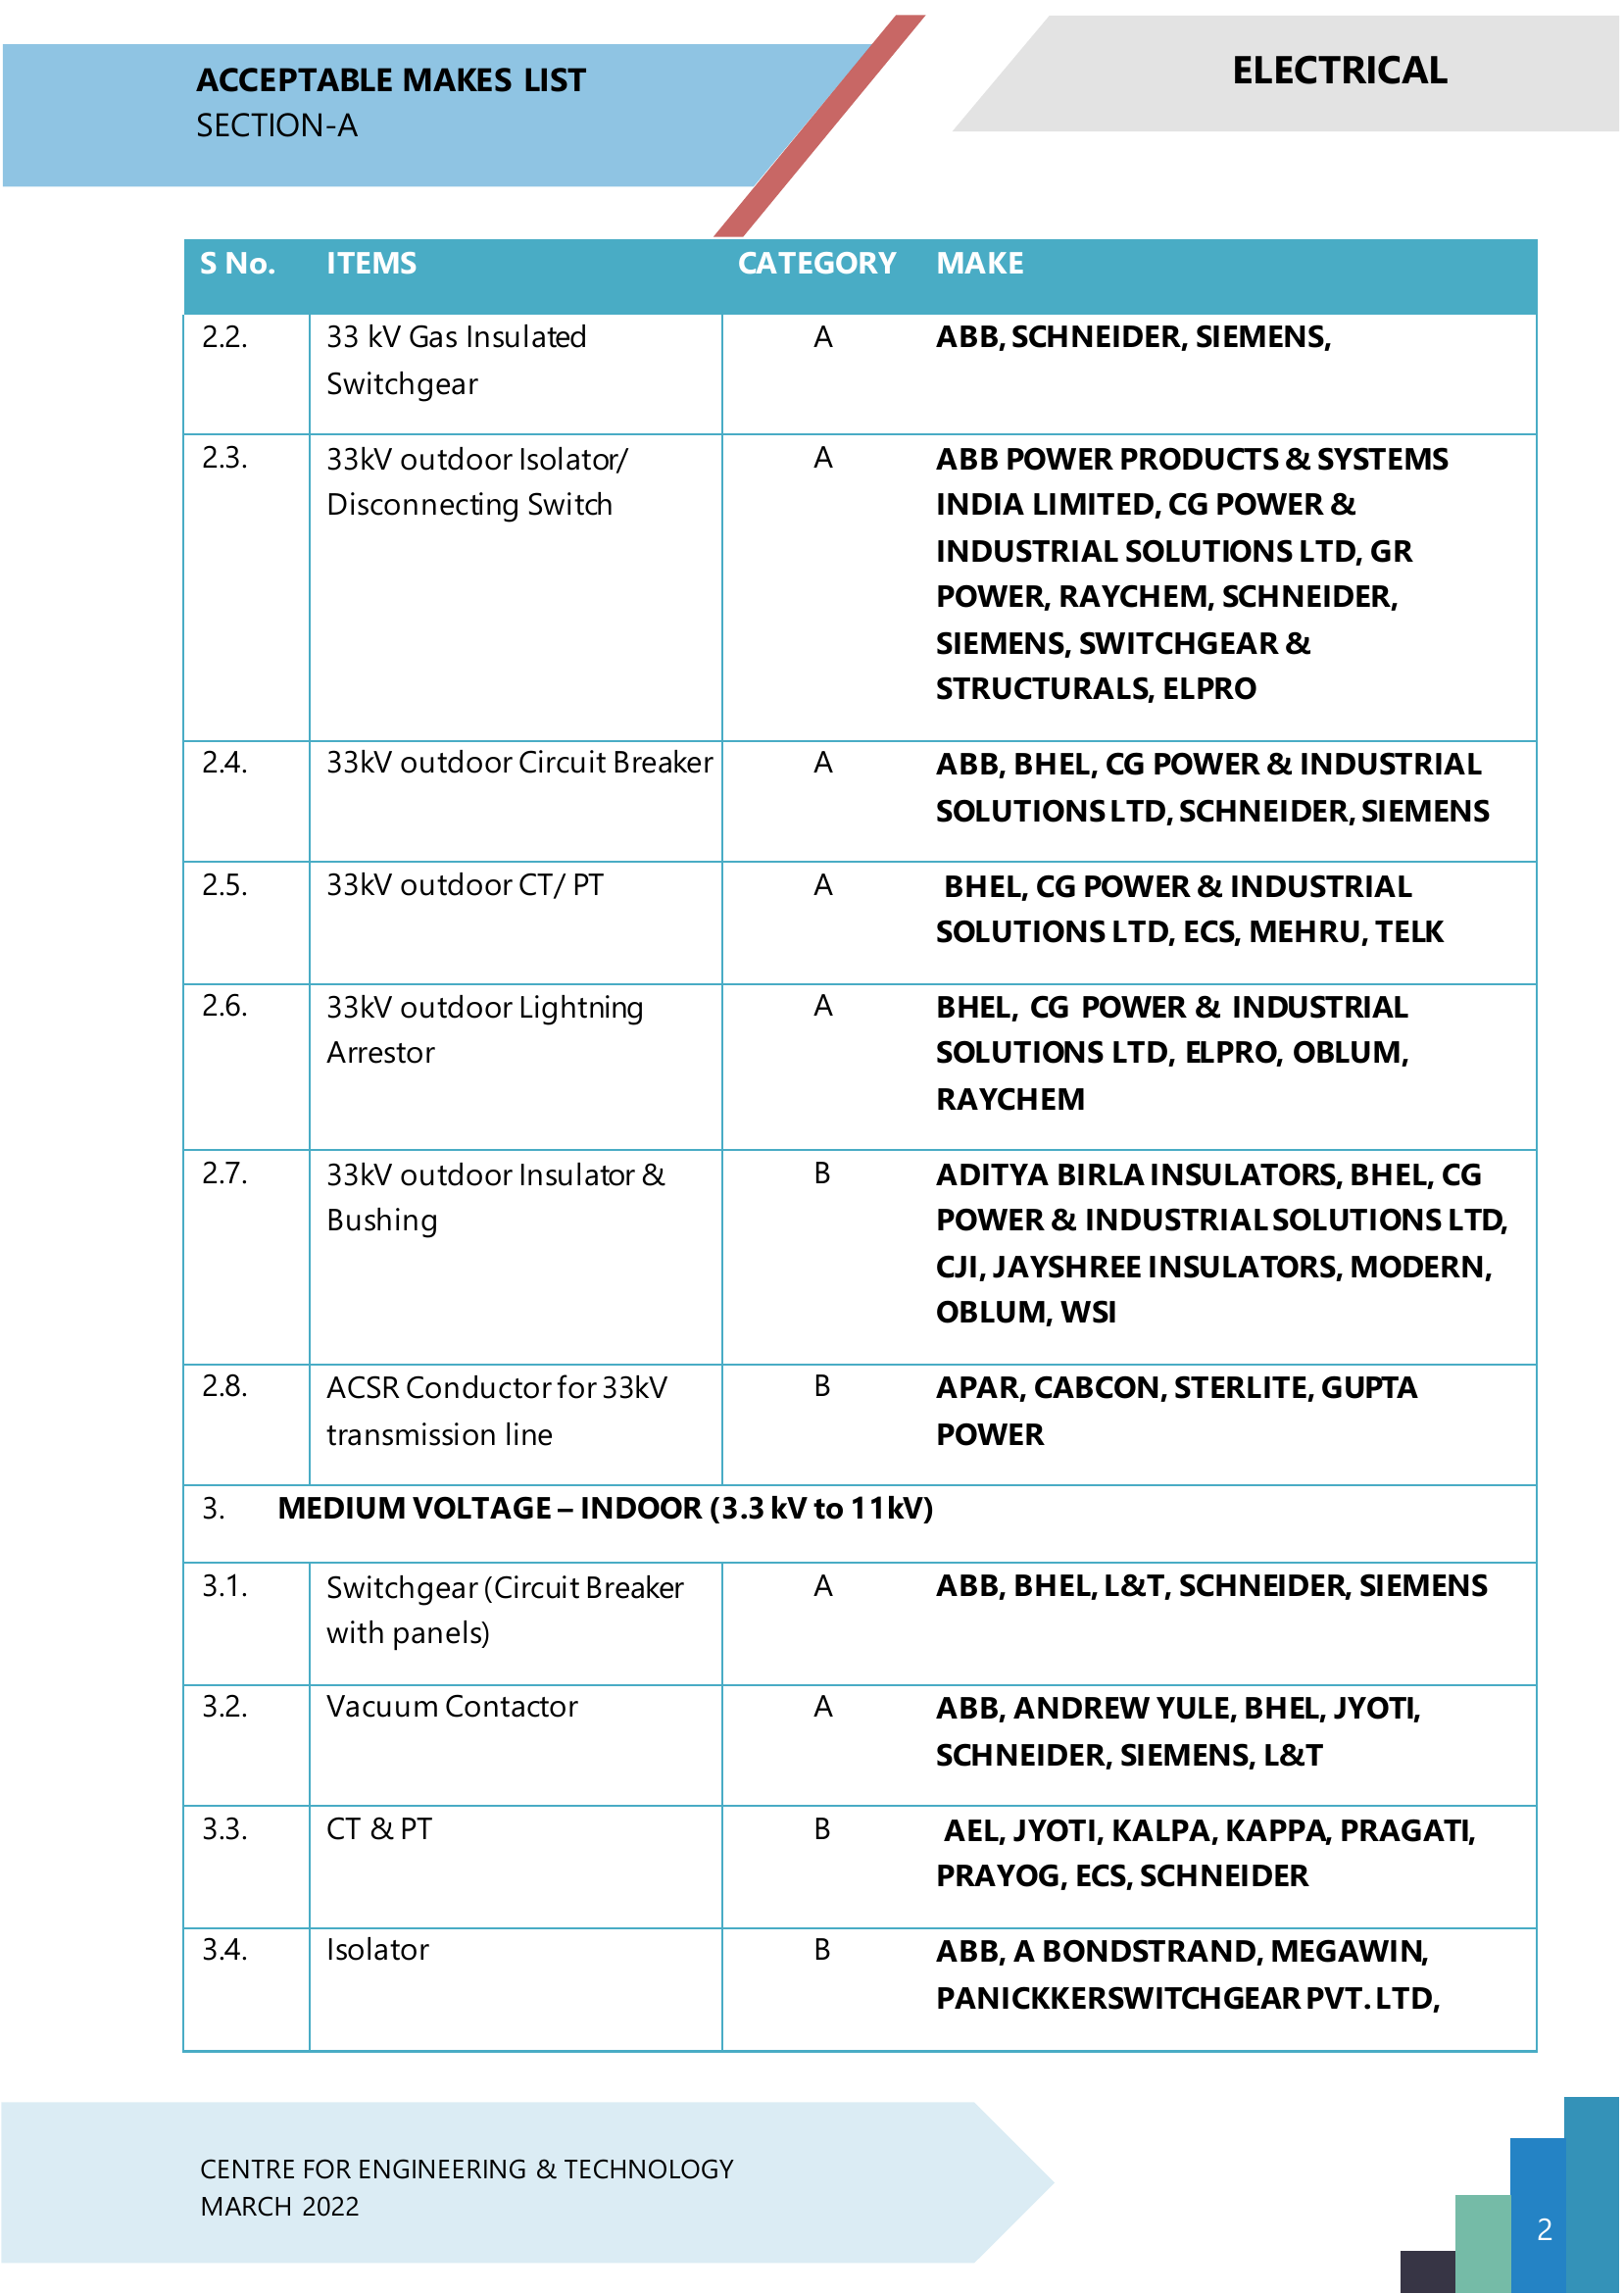 ACCEPTABLE MAKES LIST
SECTION-A
ELECTRICAL
S No. ITEMS CATEGORY MAKE
2.2. 33 kV Gas Insulated A ABB, SCHNEIDER, SIEMENS,
Switchgear
2.3. 33kV outdoor Isolator/ A ABB POWER PRODUCTS & SYSTEMS
Disconnecting Switch INDIA LIMITED, CG POWER &
INDUSTRIAL SOLUTIONS LTD, GR
POWER, RAYCHEM, SCHNEIDER,
SIEMENS, SWITCHGEAR &
STRUCTURALS, ELPRO
2.4. 33kV outdoor Circuit Breaker A ABB, BHEL, CG POWER & INDUSTRIAL
SOLUTIONS LTD, SCHNEIDER, SIEMENS
2.5. 33kV outdoor CT/ PT A BHEL, CG POWER & INDUSTRIAL
SOLUTIONS LTD, ECS, MEHRU, TELK
2.6. 33kV outdoor Lightning A BHEL, CG POWER & INDUSTRIAL
Arrestor SOLUTIONS LTD, ELPRO, OBLUM,
RAYCHEM
2.7. 33kV outdoor Insulator & B ADITYA BIRLA INSULATORS, BHEL, CG
Bushing POWER & INDUSTRIAL SOLUTIONS LTD,
CJI, JAYSHREE INSULATORS, MODERN,
OBLUM, WSI
2.8. ACSR Conductor for 33kV B APAR, CABCON, STERLITE, GUPTA
transmission line POWER
3. MEDIUM VOLTAGE – INDOOR (3.3 kV to 11kV)
3.1. Switchgear (Circuit Breaker A ABB, BHEL, L&T, SCHNEIDER, SIEMENS
with panels)
3.2. Vacuum Contactor A ABB, ANDREW YULE, BHEL, JYOTI,
SCHNEIDER, SIEMENS, L&T
3.3. CT & PT B AEL, JYOTI, KALPA, KAPPA, PRAGATI,
PRAYOG, ECS, SCHNEIDER
3.4. Isolator B ABB, A BONDSTRAND, MEGAWIN,
PANICKKERSWITCHGEAR PVT. LTD,
CENTRE FOR ENGINEERING & TECHNOLOGY
MARCH 2022
2